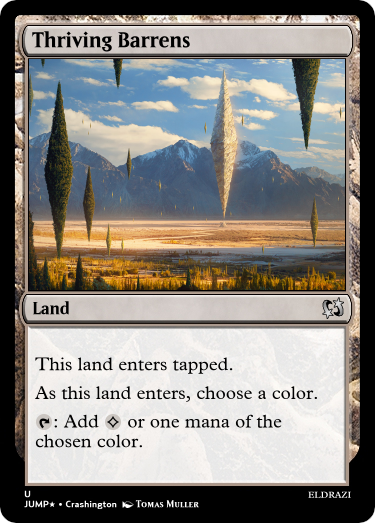 Thriving Barrens
Land
This land enters tapped.
As this land enters, choose a color.
: Add or one mana of the
chosen color.
U
JUMP★ • Crashington Tomas Muller
ELDRAZI